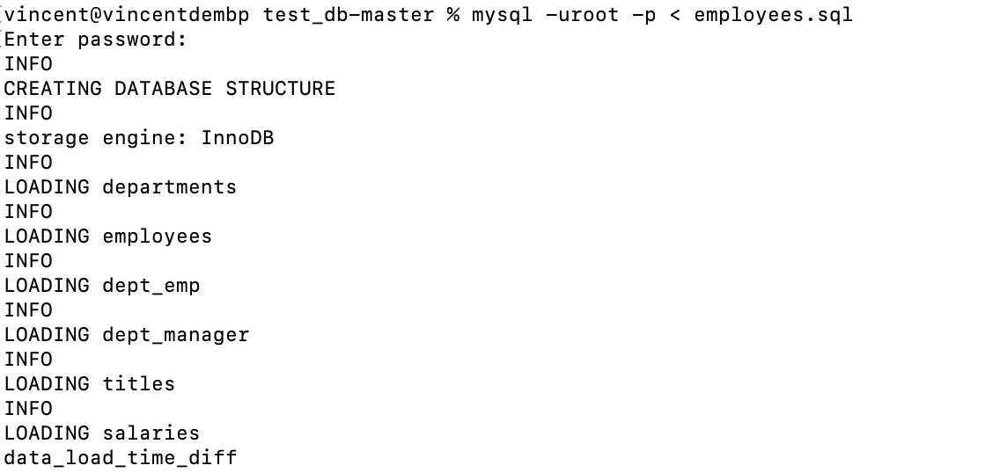 vincent@vincentdembp test_db-master % mysql -uroot -p < employees.sql
Enter password:
INFO
CREATING DATABASE STRUCTURE
INFO
storage engine: InnoDB
INFO
LOADING departments
INFO
LOADING employees
INFO
LOADING dept_emp
INFO
LOADING dept_manager
INFO
LOADING titles
INFO
LOADING salaries
data_load_time_diff